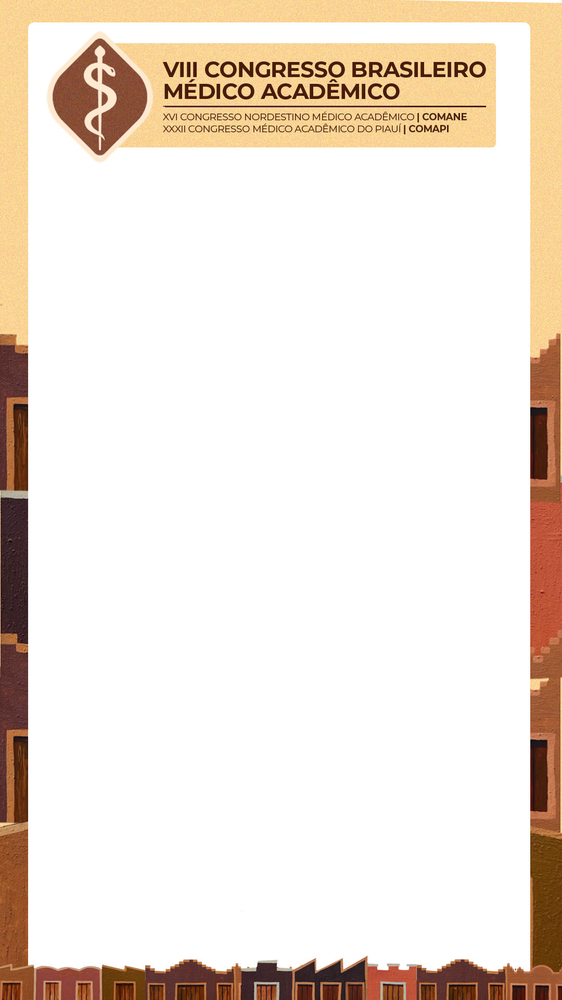 VIII CONGRESSO BRASILEIRO
MÉDICO ACADÊMICO
XVI CONGRESSO NORDESTINO MÉDICO ACADÊMICO | COMANE
XXXII CONGRESSO MÉDICO ACADÊMICO DO PIAUÍ | COMAPI